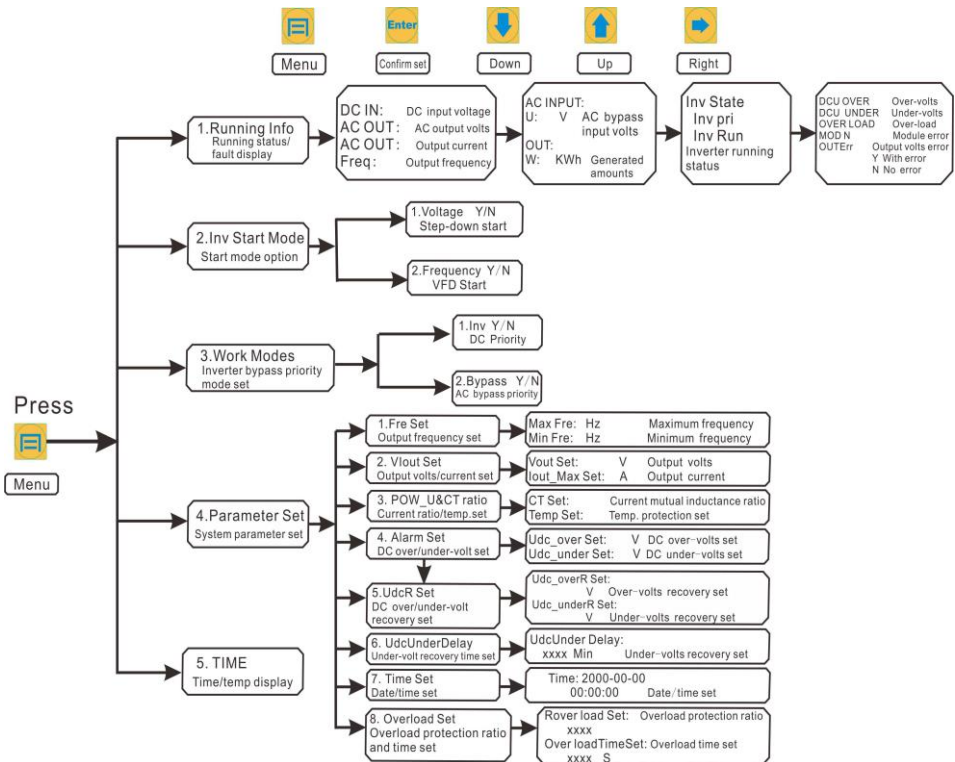 Enter
Menu
Confirm set
Down
Up
Right
1.Running Info
Running status/
fault display
DC IN: DC input voltage
AC OUT: AC output volts
AC OUT: Output current
Freq: Output frequency
AC INPUT:
U: V AC bypass
input volts
OUT:
W: KWh Generated
amounts
Inv State
Inv pri
Inv Run
Inverter running
status
DCU OVER Over-volts
DCU UNDER Under-volts
OVER LOAD Over-load
MOD N Module error
OUTErr Output volts error
Y With error
N No error
2.Inv Start Mode
Start mode option
1.Voltage Y/N
Step-down start
2.Frequency Y/N
VFD Start
3.Work Modes
Inverter bypass priority
mode set
1.Inv Y/N
DC Priority
2.Bypass Y/N
AC bypass priority
Press
Menu
4.Parameter Set
System parameter set
1.Fre Set
Output frequency set
Max Fre: Hz Maximum frequency
Min Fre: Hz Minimum frequency
2. VIout Set
Output volts/current set
Vout Set: V Output volts
Iout_Max Set: A Output current
3. POW_U&CT ratio
Current ratio/temp.set
CT Set: Current mutual inductance ratio
Temp Set: Temp. protection set
4. Alarm Set
DC over/under-volt set
Udc_over Set: V DC over-volts set
Udc_under Set: V DC under-volts set
5.UdcR Set
DC over/under-volt
recovery set
Udc_overR Set:
V Over-volts recovery set
Udc_underR Set:
V Under-volts recovery set
6. UdcUnderDelay
Under-volt recovery time set
UdcUnder Delay:
xxxx Min Under-volts recovery set
7. Time Set
Date/time set
Time: 2000-00-00
00:00:00 Date/time set
8. Overload Set
Overload protection ratio
and time set
Rover load Set: Overload protection ratio
xxxx
Over loadTimeSet: Overload time set
xxxx S
5. TIME
Time/temp display